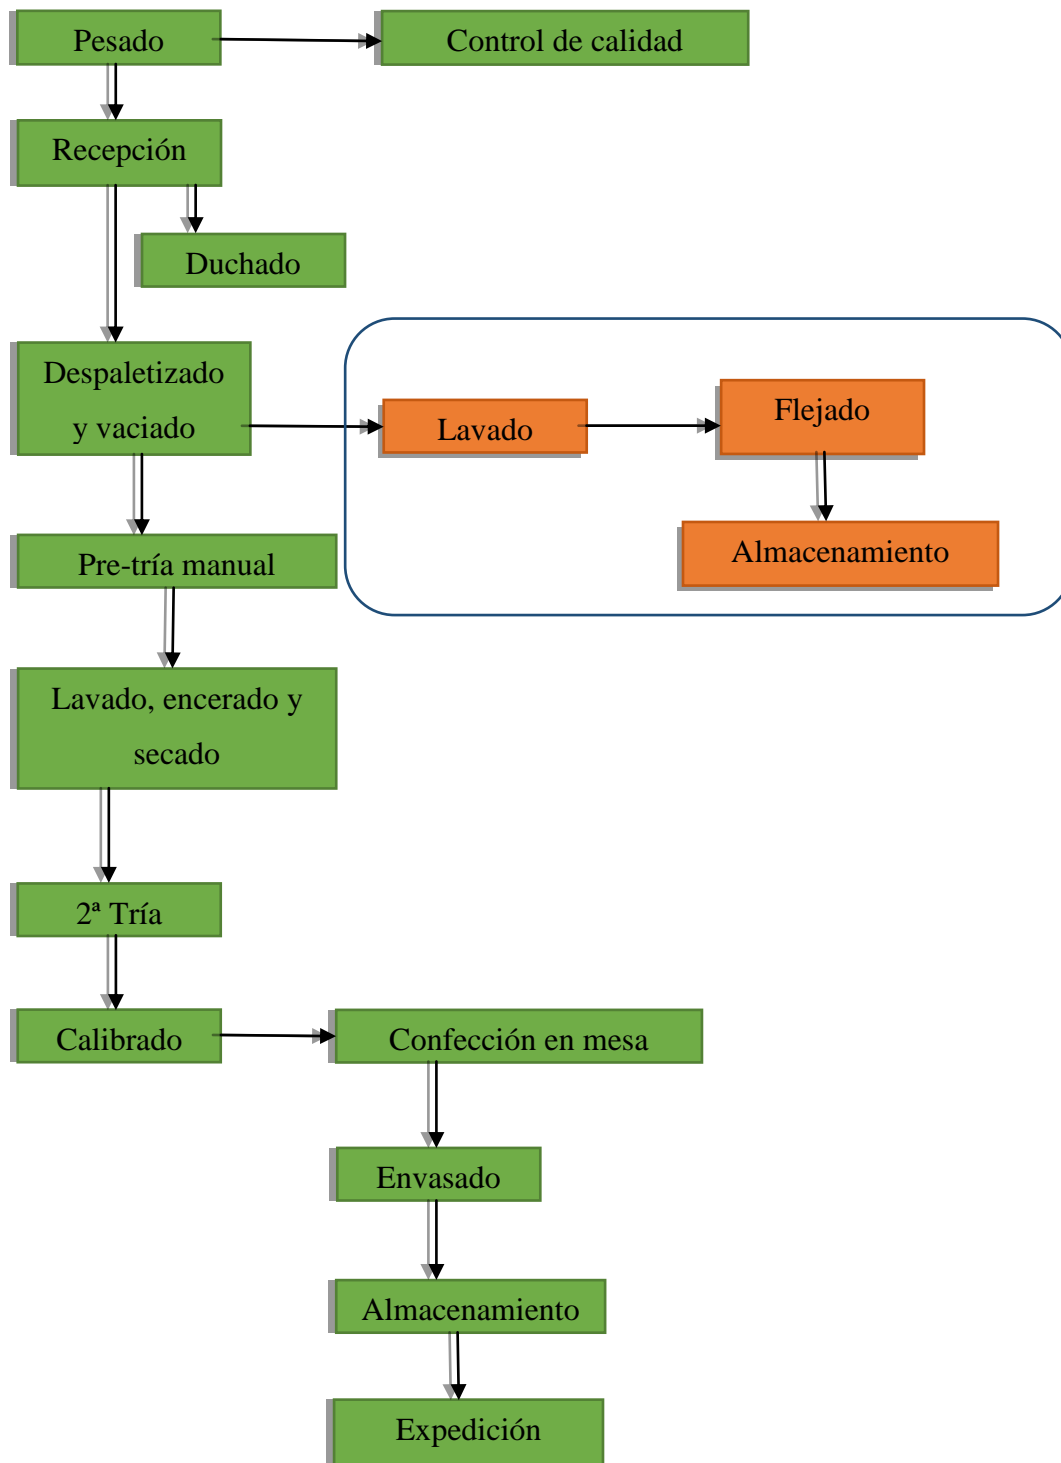 Pesado
Control de calidad
Recepción
Duchado
Despaletizado
y vaciado
Lavado
Flejado
Almacenamiento
Pre-tría manual
Lavado, encerado y
secado
2ª Tría
Calibrado
Confección en mesa
Envasado
Almacenamiento
Expedición